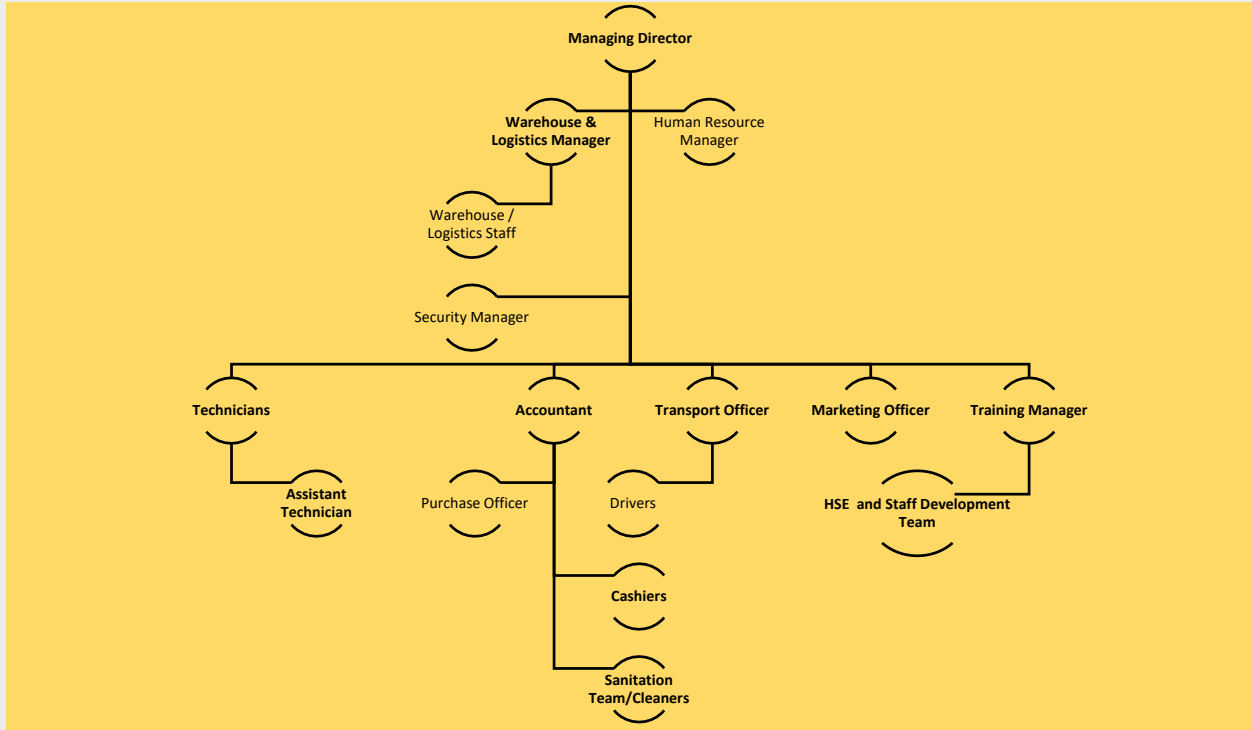 Managing Director
Warehouse &
Logistics Manager
Human Resource
Manager
Warehouse /
Logistics Staff
Security Manager
Technicians
Accountant
Transport Officer
Marketing Officer
Training Manager
Assistant
Technician
Purchase Officer
Drivers
HSE  and Staff Development
Team
Cashiers
Sanitation
Team/Cleaners